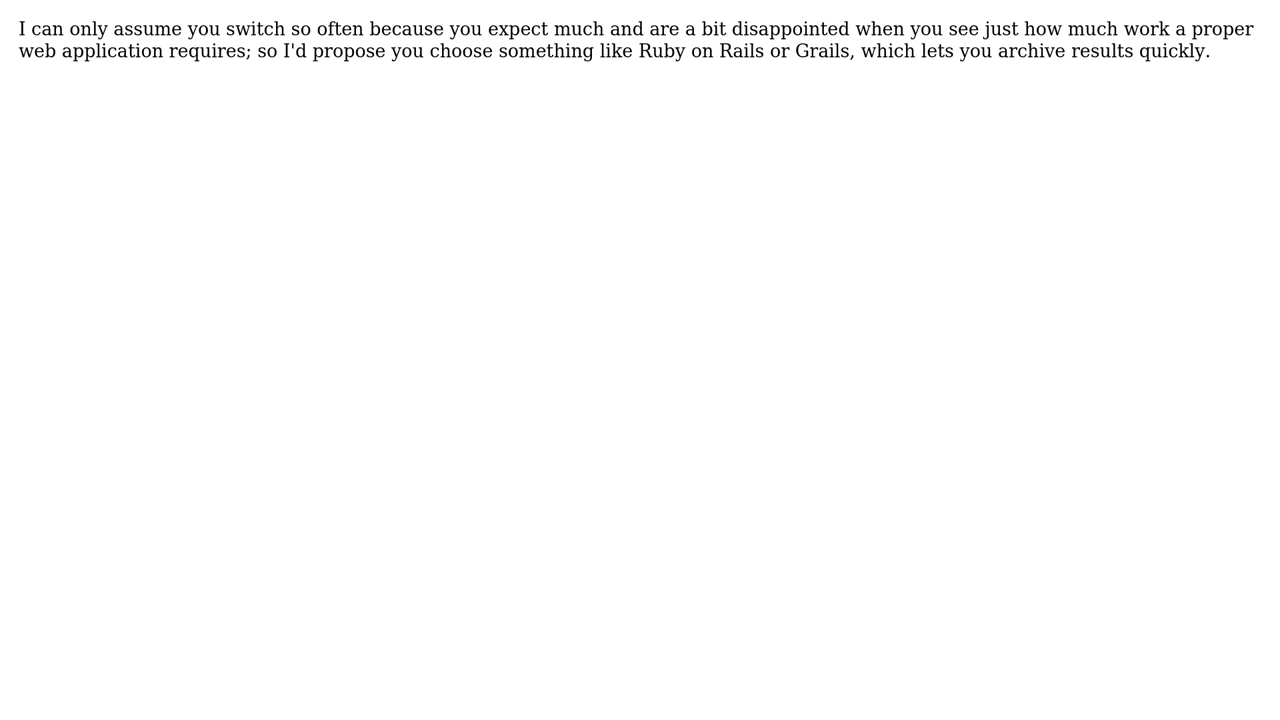 I can only assume you switch so often because you expect much and are a bit disappointed when you see just how much work a proper
web application requires; so I'd propose you choose something like Ruby on Rails or Grails, which lets you archive results quickly.